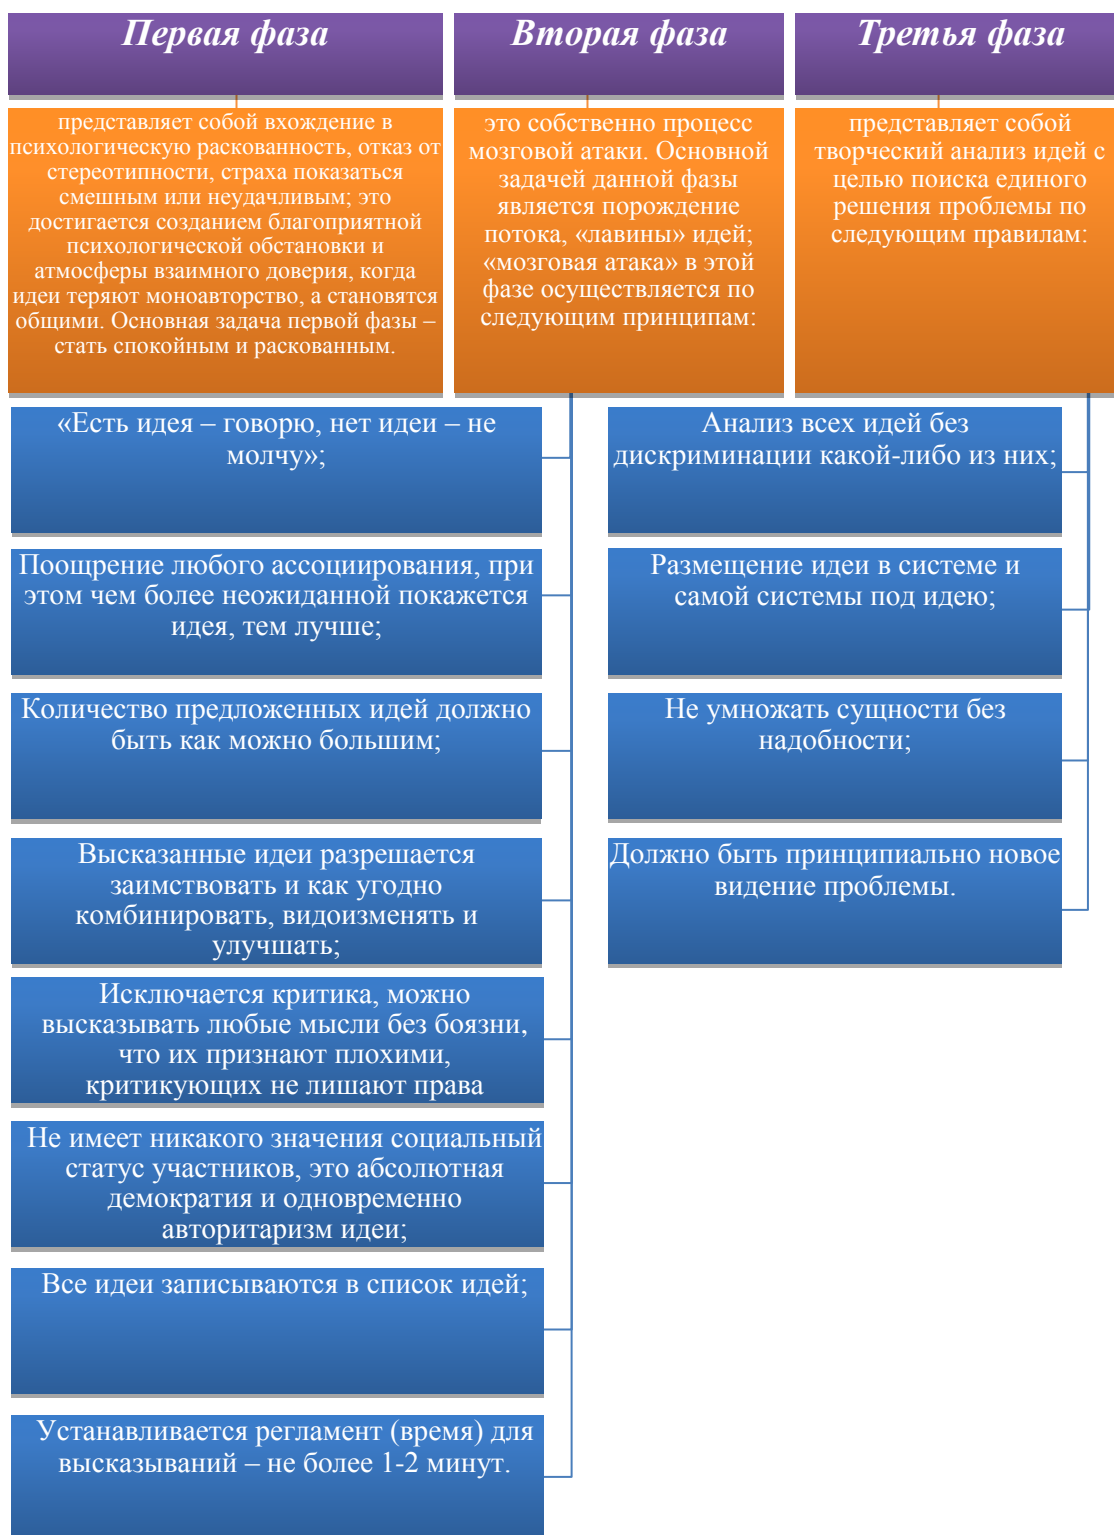 Первая фаза
представляет собой вхождение в
психологическую раскованность, отказ от
стереотипности, страха показаться
смешным или неудачливым; это
достигается созданием благоприятной
психологической обстановки и
атмосферы взаимного доверия, когда
идеи теряют моноавторство, а становятся
общими. Основная задача первой фазы –
стать спокойным и раскованным.
Вторая фаза
это собственно процесс
мозговой атаки. Основной
задачей данной фазы
является порождение
потока, «лавины» идей;
«мозговая атака» в этой
фазе осуществляется по
следующим принципам:
«Есть идея – говорю, нет идеи – не
молчу»;
Поощрение любого ассоциирования, при
этом чем более неожиданной покажется
идея, тем лучше;
Количество предложенных идей должно
быть как можно большим;
Высказанные идеи разрешается
заимствовать и как угодно
комбинировать, видоизменять и
улучшать;
Исключается критика, можно
высказывать любые мысли без боязни,
что их признают плохими,
критикующих не лишают права
Не имеет никакого значения социальный
статус участников, это абсолютная
демократия и одновременно
авторитаризм идеи;
Все идеи записываются в список идей;
Устанавливается регламент (время) для
высказываний – не более 1-2 минут.
Третья фаза
представляет собой
творческий анализ идей с
целью поиска единого
решения проблемы по
следующим правилам:
Анализ всех идей без
дискриминации какой-либо из них;
Размещение идеи в системе и
самой системы под идею;
Не умножать сущности без
надобности;
Должно быть принципиально новое
видение проблемы.